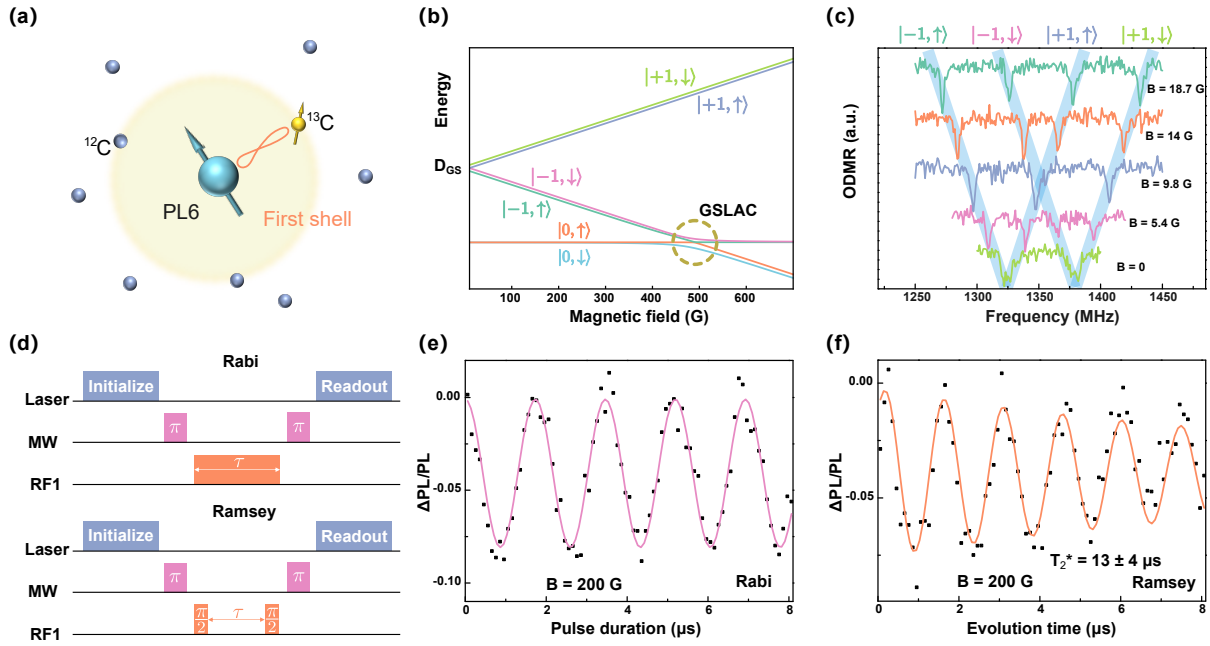 (a)
¹³C
¹²C
PL6
First shell
(b)
Energy
|+1,↓⟩
|+1,↑⟩
D_GS
|−1,↓⟩
|−1,↑⟩
GSLAC
|0,↑⟩
|0,↓⟩
100 200 300 400 500 600
Magnetic field (G)
(c)
|−1,↑⟩ |−1,↓⟩ |+1,↑⟩ |+1,↓⟩
ODMR (a.u.)
B = 18.7 G
B = 14 G
B = 9.8 G
B = 5.4 G
B = 0
1250 1300 1350 1400 1450
Frequency (MHz)
(d)
Rabi
Initialize Readout
Laser
π π
MW
τ
RF1
Ramsey
Initialize Readout
Laser
π π
MW
π/2 τ π/2
RF1
(e)
ΔPL/PL
0.00
-0.05
-0.10
B = 200 G Rabi
0 2 4 6 8
Pulse duration (μs)
(f)
ΔPL/PL
0.00
-0.05
T₂* = 13 ± 4 μs
B = 200 G Ramsey
0 2 4 6 8
Evolution time (μs)